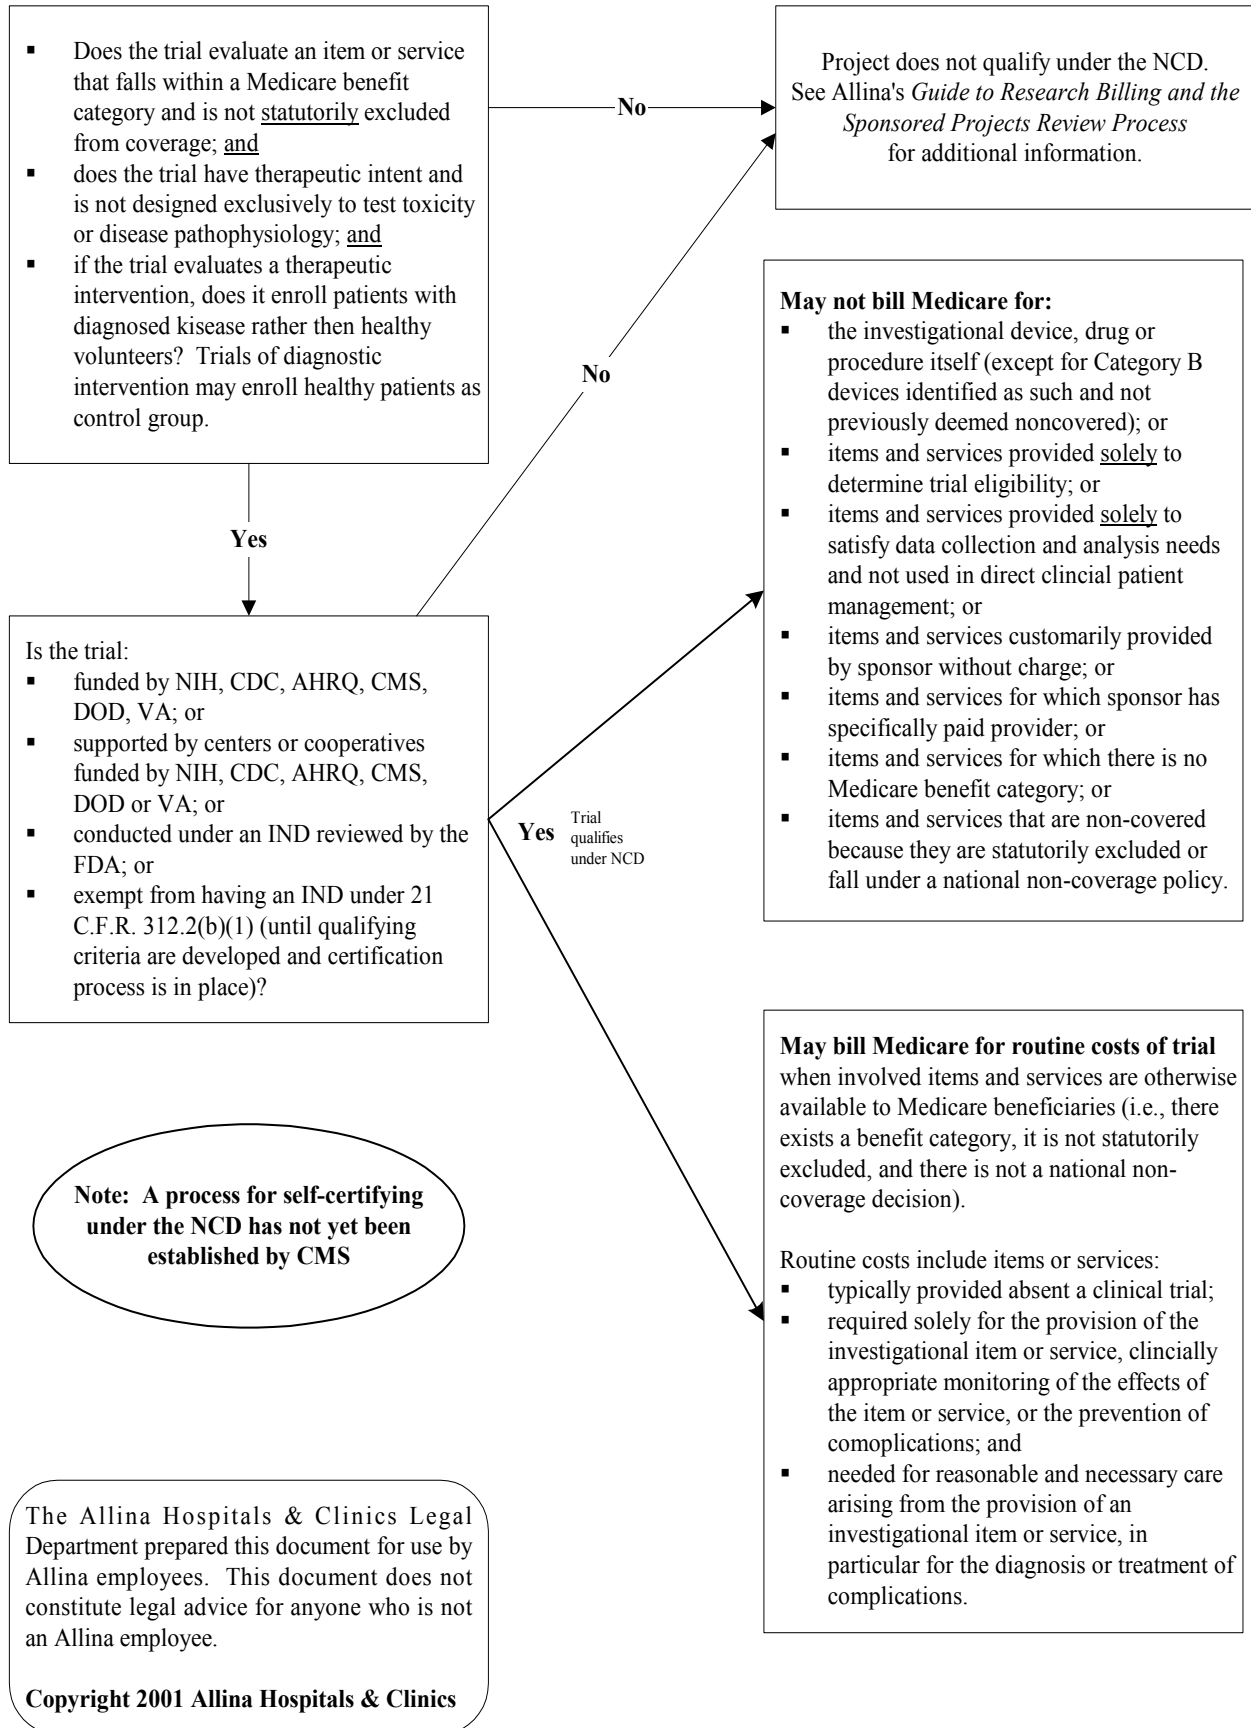 ▪ Does the trial evaluate an item or service
that falls within a Medicare benefit
category and is not statutorily excluded
from coverage; and
▪ does the trial have therapeutic intent and
is not designed exclusively to test toxicity
or disease pathophysiology; and
▪ if the trial evaluates a therapeutic
intervention, does it enroll patients with
diagnosed kisease rather then healthy
volunteers? Trials of diagnostic
intervention may enroll healthy patients as
control group.
No
Project does not qualify under the NCD.
See Allina's Guide to Research Billing and the
Sponsored Projects Review Process
for additional information.
No
Yes
Is the trial:
▪ funded by NIH, CDC, AHRQ, CMS,
DOD, VA; or
▪ supported by centers or cooperatives
funded by NIH, CDC, AHRQ, CMS,
DOD or VA; or
▪ conducted under an IND reviewed by the
FDA; or
▪ exempt from having an IND under 21
C.F.R. 312.2(b)(1) (until qualifying
criteria are developed and certification
process is in place)?
Yes
Trial
qualifies
under NCD
May not bill Medicare for:
▪ the investigational device, drug or
procedure itself (except for Category B
devices identified as such and not
previously deemed noncovered); or
▪ items and services provided solely to
determine trial eligibility; or
▪ items and services provided solely to
satisfy data collection and analysis needs
and not used in direct clincial patient
management; or
▪ items and services customarily provided
by sponsor without charge; or
▪ items and services for which sponsor has
specifically paid provider; or
▪ items and services for which there is no
Medicare benefit category; or
▪ items and services that are non-covered
because they are statutorily excluded or
fall under a national non-coverage policy.
May bill Medicare for routine costs of trial
when involved items and services are otherwise
available to Medicare beneficiaries (i.e., there
exists a benefit category, it is not statutorily
excluded, and there is not a national non-
coverage decision).
Routine costs include items or services:
▪ typically provided absent a clinical trial;
▪ required solely for the provision of the
investigational item or service, clincially
appropriate monitoring of the effects of
the item or service, or the prevention of
comoplications; and
▪ needed for reasonable and necessary care
arising from the provision of an
investigational item or service, in
particular for the diagnosis or treatment of
complications.
Note: A process for self-certifying
under the NCD has not yet been
established by CMS
The Allina Hospitals & Clinics Legal
Department prepared this document for use by
Allina employees. This document does not
constitute legal advice for anyone who is not
an Allina employee.
Copyright 2001 Allina Hospitals & Clinics